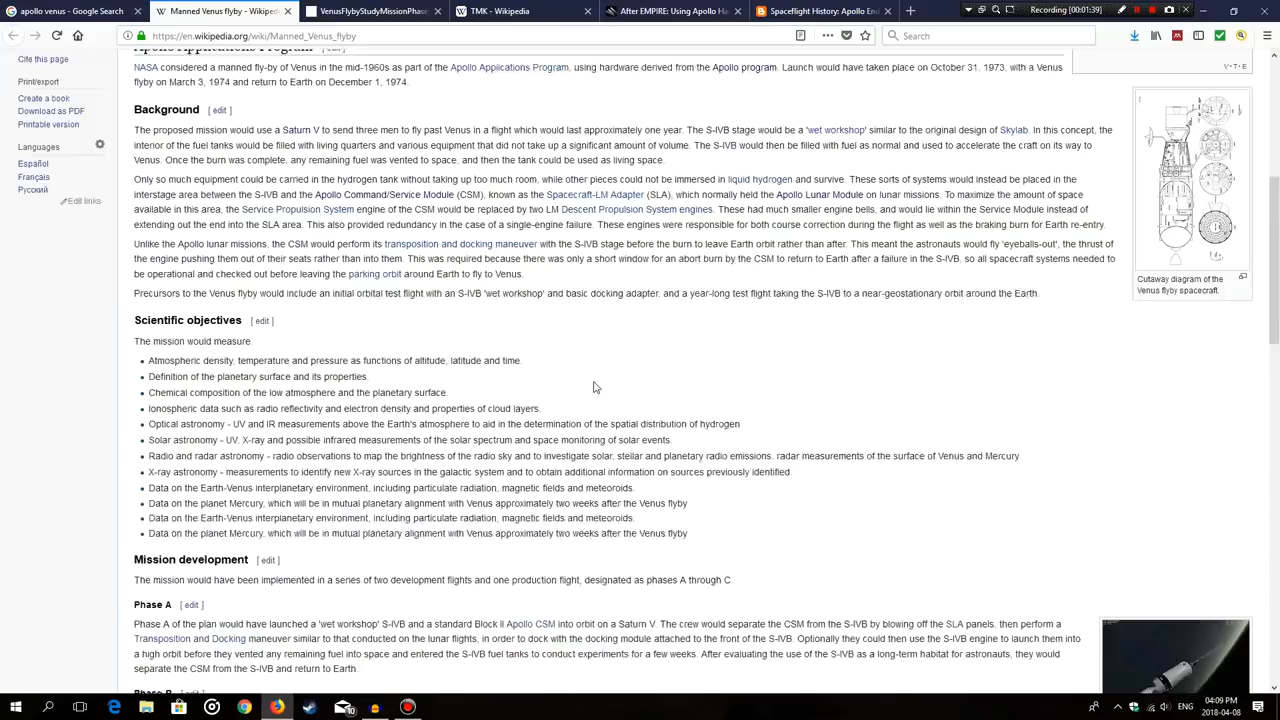 apollo venus - Google Search
Manned Venus flyby - Wikipedia
VenusFlybyStudyMissionPhase
TMK - Wikipedia
After EMPIRE: Using Apollo Ha
Spaceflight History: Apollo End
Recording [00:01:39]
https://en.wikipedia.org/wiki/Manned_Venus_flyby
Search
Cite this page
Print/export
Create a book
Download as PDF
Printable version
Languages
Español
Français
Русский
Edit links
Apollo Applications Program [ edit ]
NASA considered a manned fly-by of Venus in the mid-1960s as part of the Apollo Applications Program, using hardware derived from the Apollo program. Launch would have taken place on October 31, 1973, with a Venus
flyby on March 3, 1974 and return to Earth on December 1, 1974.
Background [ edit ]
The proposed mission would use a Saturn V to send three men to fly past Venus in a flight which would last approximately one year. The S-IVB stage would be a 'wet workshop' similar to the original design of Skylab. In this concept, the
interior of the fuel tanks would be filled with living quarters and various equipment that did not take up a significant amount of volume. The S-IVB would then be filled with fuel as normal and used to accelerate the craft on its way to
Venus. Once the burn was complete, any remaining fuel was vented to space, and then the tank could be used as living space.
Only so much equipment could be carried in the hydrogen tank without taking up too much room, while other pieces could not be immersed in liquid hydrogen and survive. These sorts of systems would instead be placed in the
interstage area between the S-IVB and the Apollo Command/Service Module (CSM), known as the Spacecraft-LM Adapter (SLA), which normally held the Apollo Lunar Module on lunar missions. To maximize the amount of space
available in this area, the Service Propulsion System engine of the CSM would be replaced by two LM Descent Propulsion System engines. These had much smaller engine bells, and would lie within the Service Module instead of
extending out the end into the SLA area. This also provided redundancy in the case of a single-engine failure. These engines were responsible for both course correction during the flight as well as the braking burn for Earth re-entry.
Unlike the Apollo lunar missions, the CSM would perform its transposition and docking maneuver with the S-IVB stage before the burn to leave Earth orbit rather than after. This meant the astronauts would fly 'eyeballs-out', the thrust of
the engine pushing them out of their seats rather than into them. This was required because there was only a short window for an abort burn by the CSM to return to Earth after a failure in the S-IVB, so all spacecraft systems needed to
be operational and checked out before leaving the parking orbit around Earth to fly to Venus.
Precursors to the Venus flyby would include an initial orbital test flight with an S-IVB 'wet workshop' and basic docking adapter, and a year-long test flight taking the S-IVB to a near-geostationary orbit around the Earth.
V · T · E
Cutaway diagram of the
Venus flyby spacecraft.
Scientific objectives [ edit ]
The mission would measure
• Atmospheric density, temperature and pressure as functions of altitude, latitude and time.
• Definition of the planetary surface and its properties.
• Chemical composition of the low atmosphere and the planetary surface.
• Ionospheric data such as radio reflectivity and electron density and properties of cloud layers.
• Optical astronomy - UV and IR measurements above the Earth's atmosphere to aid in the determination of the spatial distribution of hydrogen
• Solar astronomy - UV, X-ray and possible infrared measurements of the solar spectrum and space monitoring of solar events.
• Radio and radar astronomy - radio observations to map the brightness of the radio sky and to investigate solar, stellar and planetary radio emissions, radar measurements of the surface of Venus and Mercury
• X-ray astronomy - measurements to identify new X-ray sources in the galactic system and to obtain additional information on sources previously identified.
• Data on the Earth-Venus interplanetary environment, including particulate radiation, magnetic fields and meteoroids.
• Data on the planet Mercury, which will be in mutual planetary alignment with Venus approximately two weeks after the Venus flyby
• Data on the Earth-Venus interplanetary environment, including particulate radiation, magnetic fields and meteoroids.
• Data on the planet Mercury, which will be in mutual planetary alignment with Venus approximately two weeks after the Venus flyby
Mission development [ edit ]
The mission would have been implemented in a series of two development flights and one production flight, designated as phases A through C.
Phase A [ edit ]
Phase A of the plan would have launched a 'wet workshop' S-IVB and a standard Block II Apollo CSM into orbit on a Saturn V. The crew would separate the CSM from the S-IVB by blowing off the SLA panels, then perform a
Transposition and Docking maneuver similar to that conducted on the lunar flights, in order to dock with the docking module attached to the front of the S-IVB. Optionally they could then use the S-IVB engine to launch them into
a high orbit before they vented any remaining fuel into space and entered the S-IVB fuel tanks to conduct experiments for a few weeks. After evaluating the use of the S-IVB as a long-term habitat for astronauts, they would
separate the CSM from the S-IVB and return to Earth.
Phase B [ edit ]
10
ENG
04:09 PM
2018-04-08